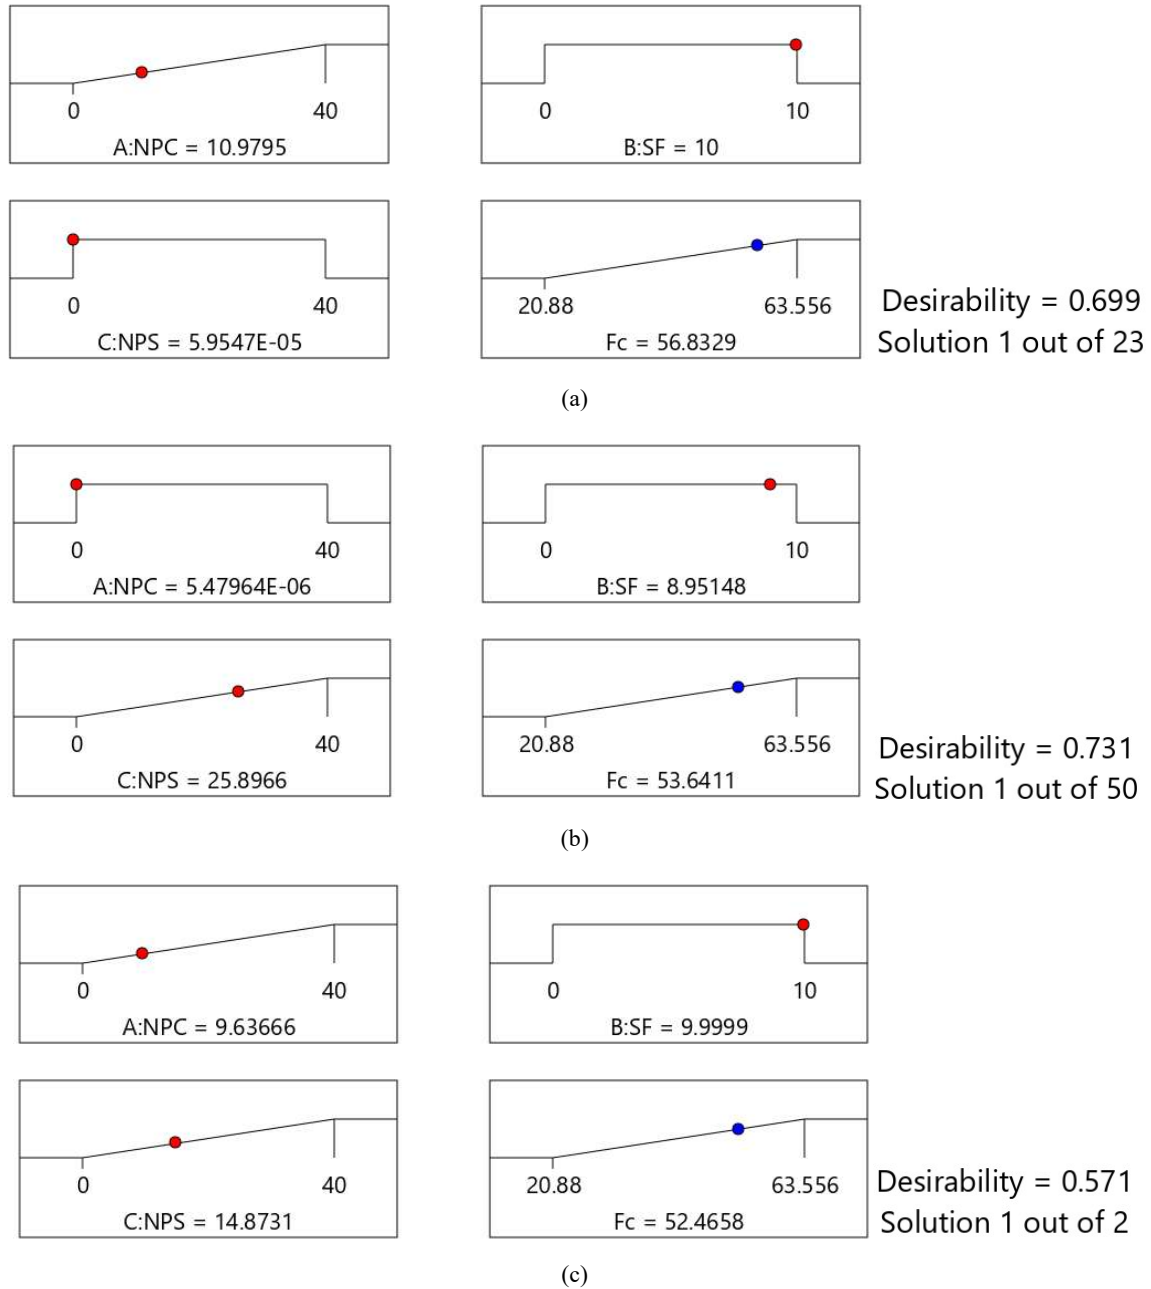 0 40
A:NPC = 10.9795
0 10
B:SF = 10
0 40
C:NPS = 5.9547E-05
20.88 63.556
Fc = 56.8329
Desirability = 0.699
Solution 1 out of 23
(a)
0 40
A:NPC = 5.47964E-06
0 10
B:SF = 8.95148
0 40
C:NPS = 25.8966
20.88 63.556
Fc = 53.6411
Desirability = 0.731
Solution 1 out of 50
(b)
0 40
A:NPC = 9.63666
0 10
B:SF = 9.9999
0 40
C:NPS = 14.8731
20.88 63.556
Fc = 52.4658
Desirability = 0.571
Solution 1 out of 2
(c)